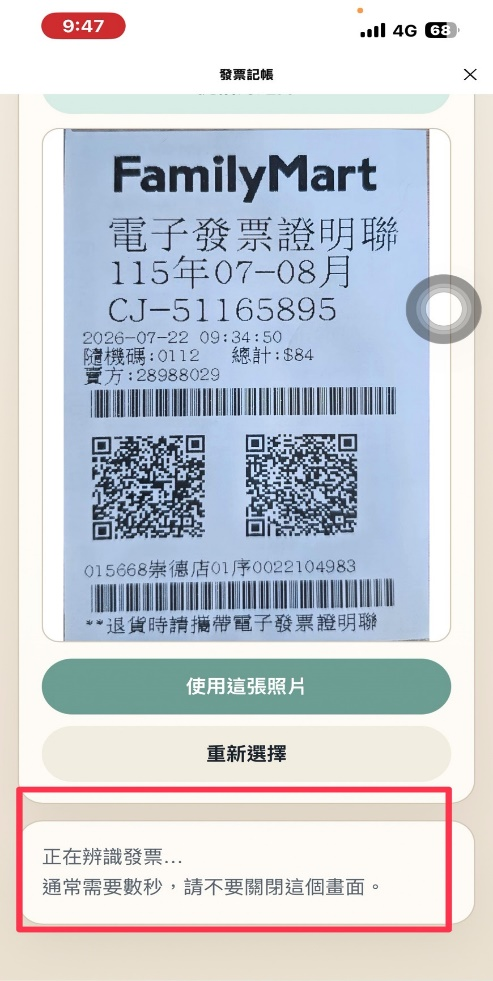 9:47
4G 68
發票記帳
FamilyMart
電子發票證明聯
115年07-08月
CJ-51165895
2026-07-22 09:34:50
隨機碼:0112 總計:$84
賣方:28988029
015668崇德店01序0022104983
**退貨時請攜帶電子發票證明聯
使用這張照片
重新選擇
正在辨識發票...
通常需要數秒，請不要關閉這個畫面。